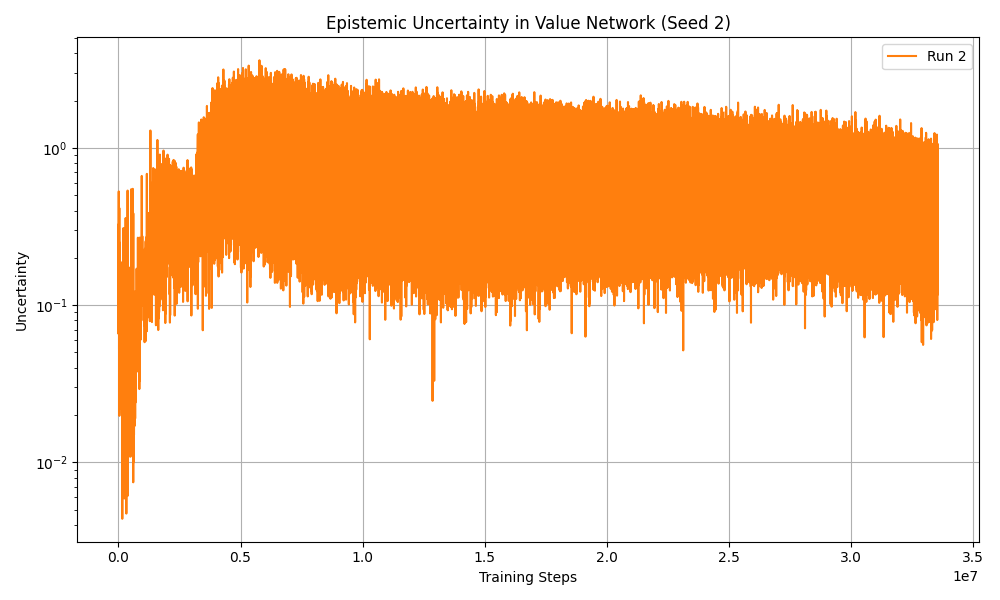 Epistemic Uncertainty in Value Network (Seed 2)
Run 2
Uncertainty
10^0
10^-1
10^-2
0.0 0.5 1.0 1.5 2.0 2.5 3.0 3.5
1e7
Training Steps